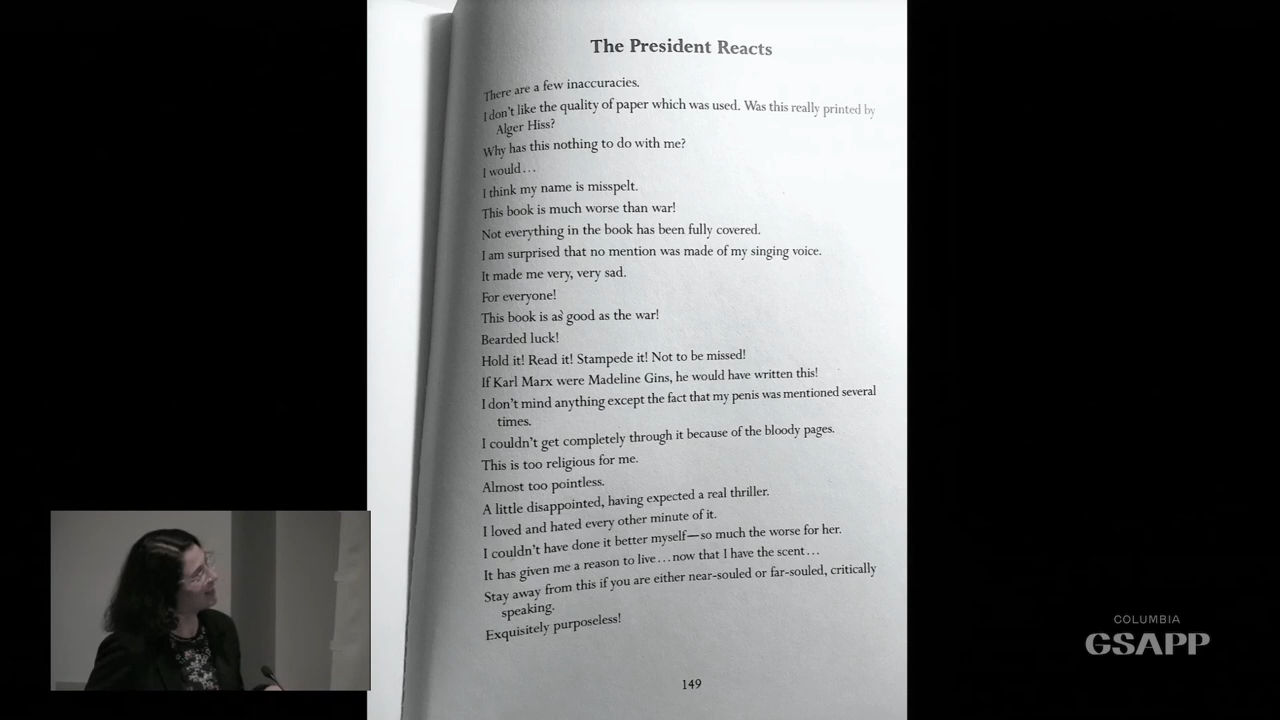 The President Reacts
There are a few inaccuracies.
I don't like the quality of paper which was used. Was this really printed by
Alger Hiss?
Why has this nothing to do with me?
I would...
I think my name is misspelt.
This book is much worse than war!
Not everything in the book has been fully covered.
I am surprised that no mention was made of my singing voice.
It made me very, very sad.
For everyone!
This book is as good as the war!
Bearded luck!
Hold it! Read it! Stampede it! Not to be missed!
If Karl Marx were Madeline Gins, he would have written this!
I don't mind anything except the fact that my penis was mentioned several
times.
I couldn't get completely through it because of the bloody pages.
This is too religious for me.
Almost too pointless.
A little disappointed, having expected a real thriller.
I loved and hated every other minute of it.
I couldn't have done it better myself—so much the worse for her.
It has given me a reason to live...now that I have the scent...
Stay away from this if you are either near-souled or far-souled, critically
speaking.
Exquisitely purposeless!
149
COLUMBIA
GSAPP